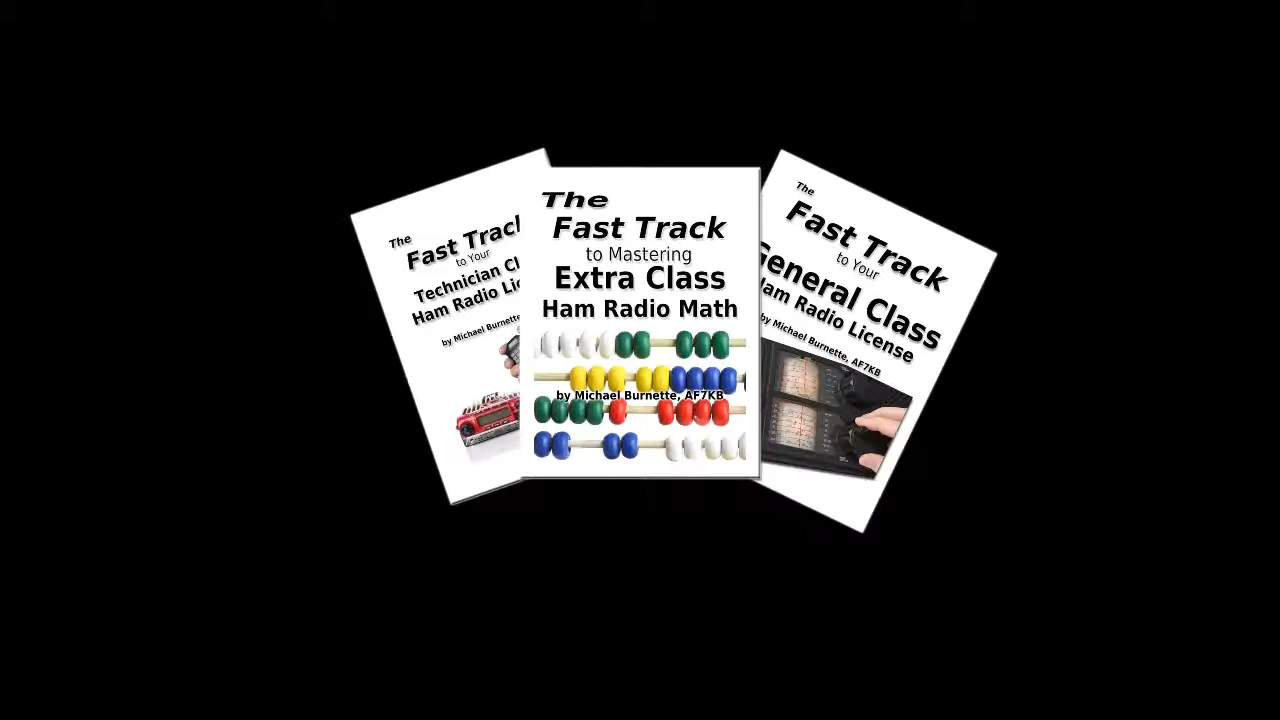 The
Fast Track
to Your
Technician Cl
Ham Radio Lic
by Michael Burnette
The
Fast Track
to Mastering
Extra Class
Ham Radio Math
by Michael Burnette, AF7KB
The
Fast Track
to Your
General Class
Ham Radio License
by Michael Burnette, AF7KB